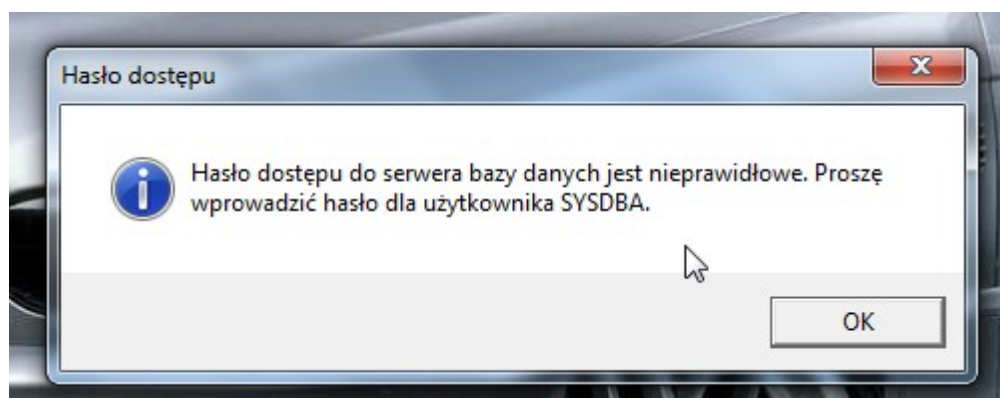 Hasło dostępu
Hasło dostępu do serwera bazy danych jest nieprawidłowe. Proszę
wprowadzić hasło dla użytkownika SYSDBA.
OK